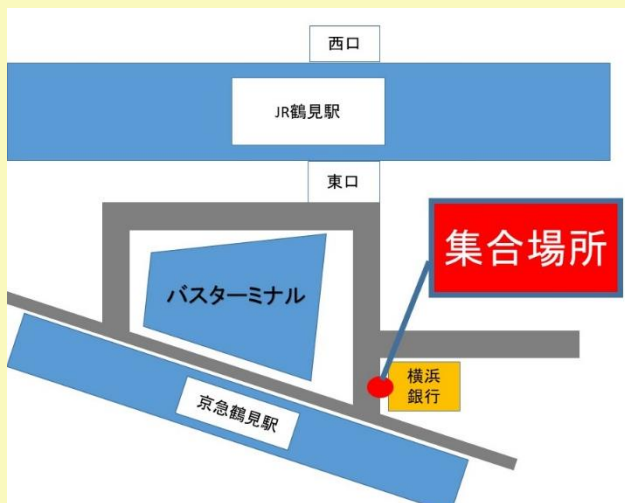 西口
JR鶴見駅
東口
集合場所
バスターミナル
横浜
銀行
京急鶴見駅